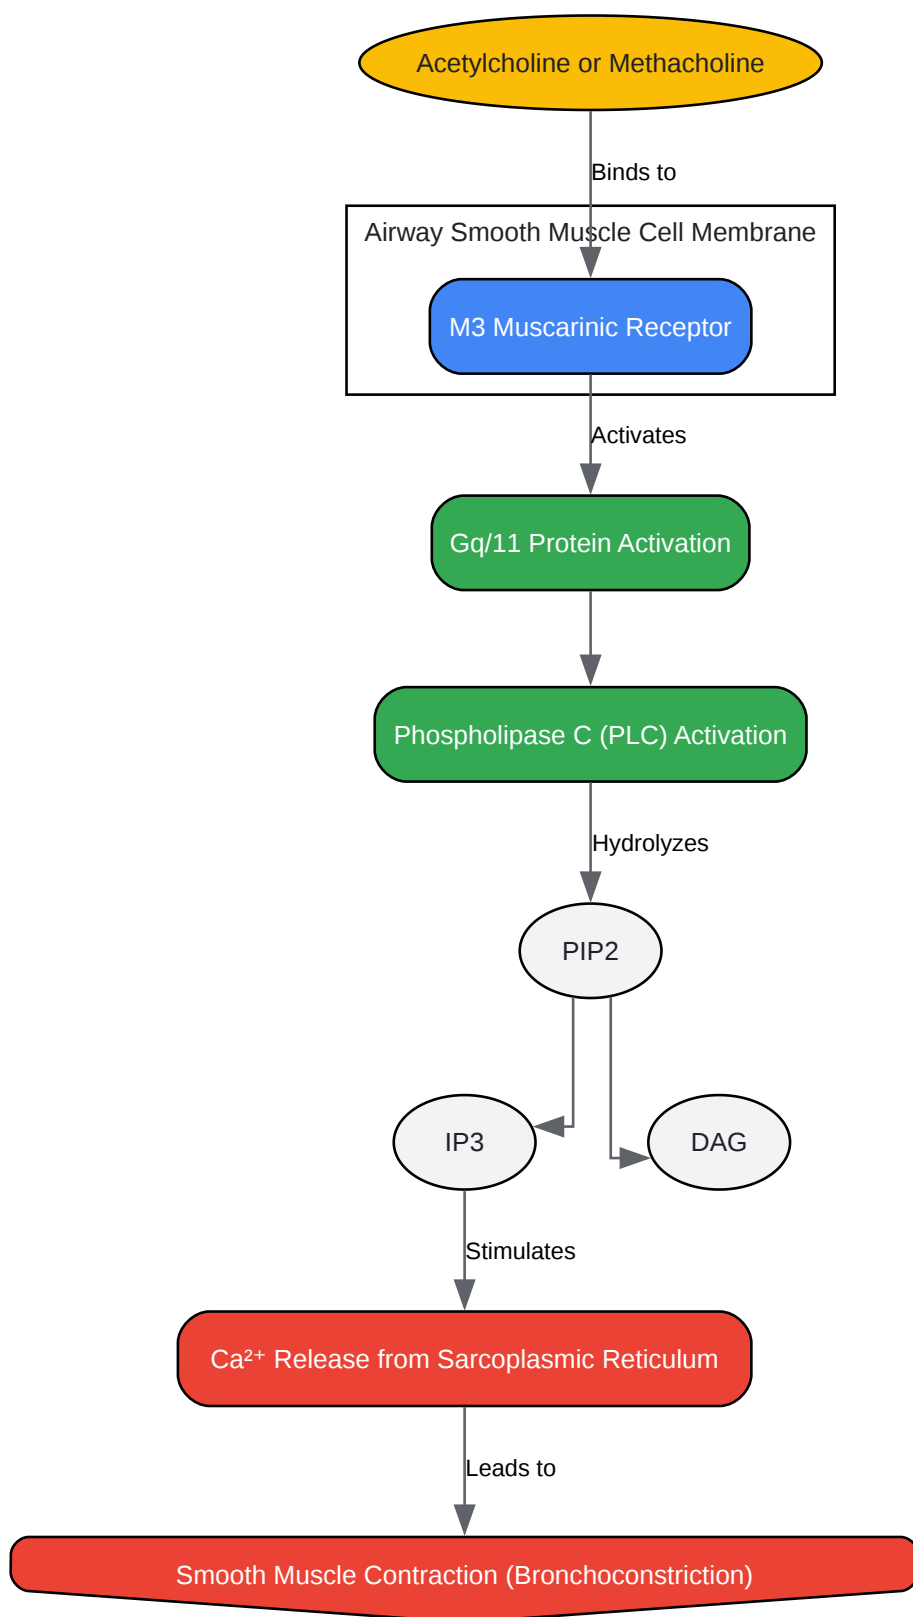 Acetylcholine or Methacholine
Binds to
Airway Smooth Muscle Cell Membrane
M3 Muscarinic Receptor
Activates
Gq/11 Protein Activation
Phospholipase C (PLC) Activation
Hydrolyzes
PIP2
IP3
DAG
Stimulates
Ca²⁺ Release from Sarcoplasmic Reticulum
Leads to
Smooth Muscle Contraction (Bronchoconstriction)